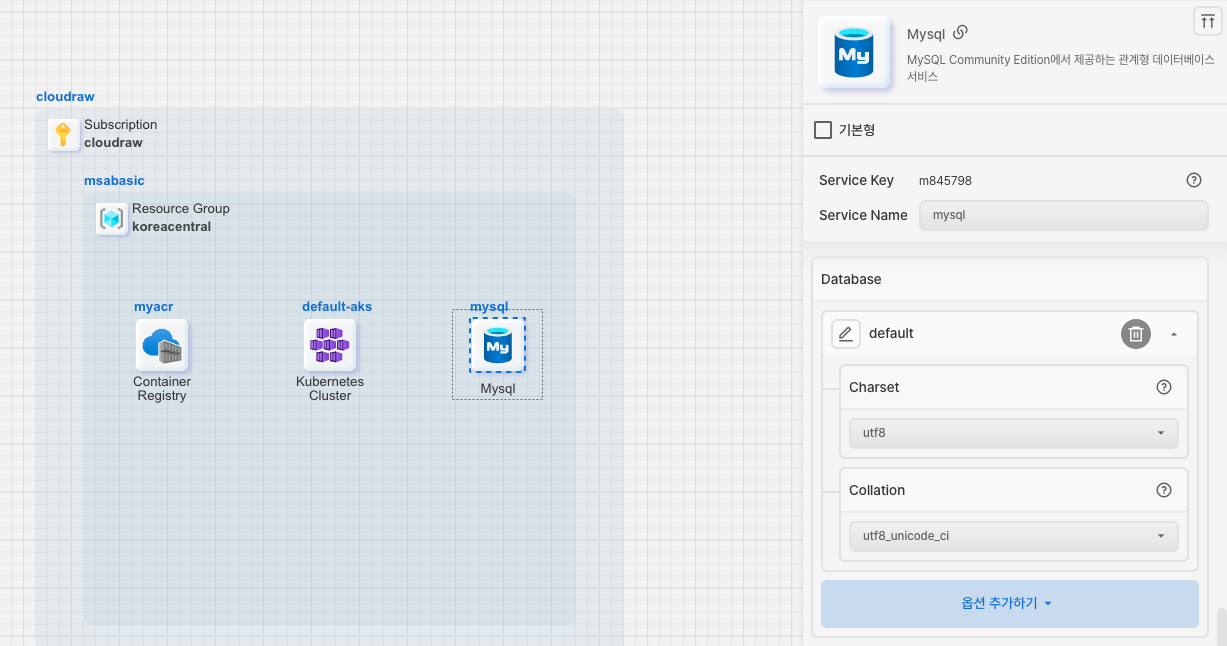 cloudraw
Subscription
cloudraw
msabasic
Resource Group
koreacentral
myacr
Container
Registry
default-aks
Kubernetes
Cluster
mysql
My
Mysql
My
Mysql
MySQL Community Edition에서 제공하는 관계형 데이터베이스
서비스
기본형
Service Key m845798
?
Service Name mysql
Database
default
Charset
?
utf8
Collation
?
utf8_unicode_ci
옵션 추가하기